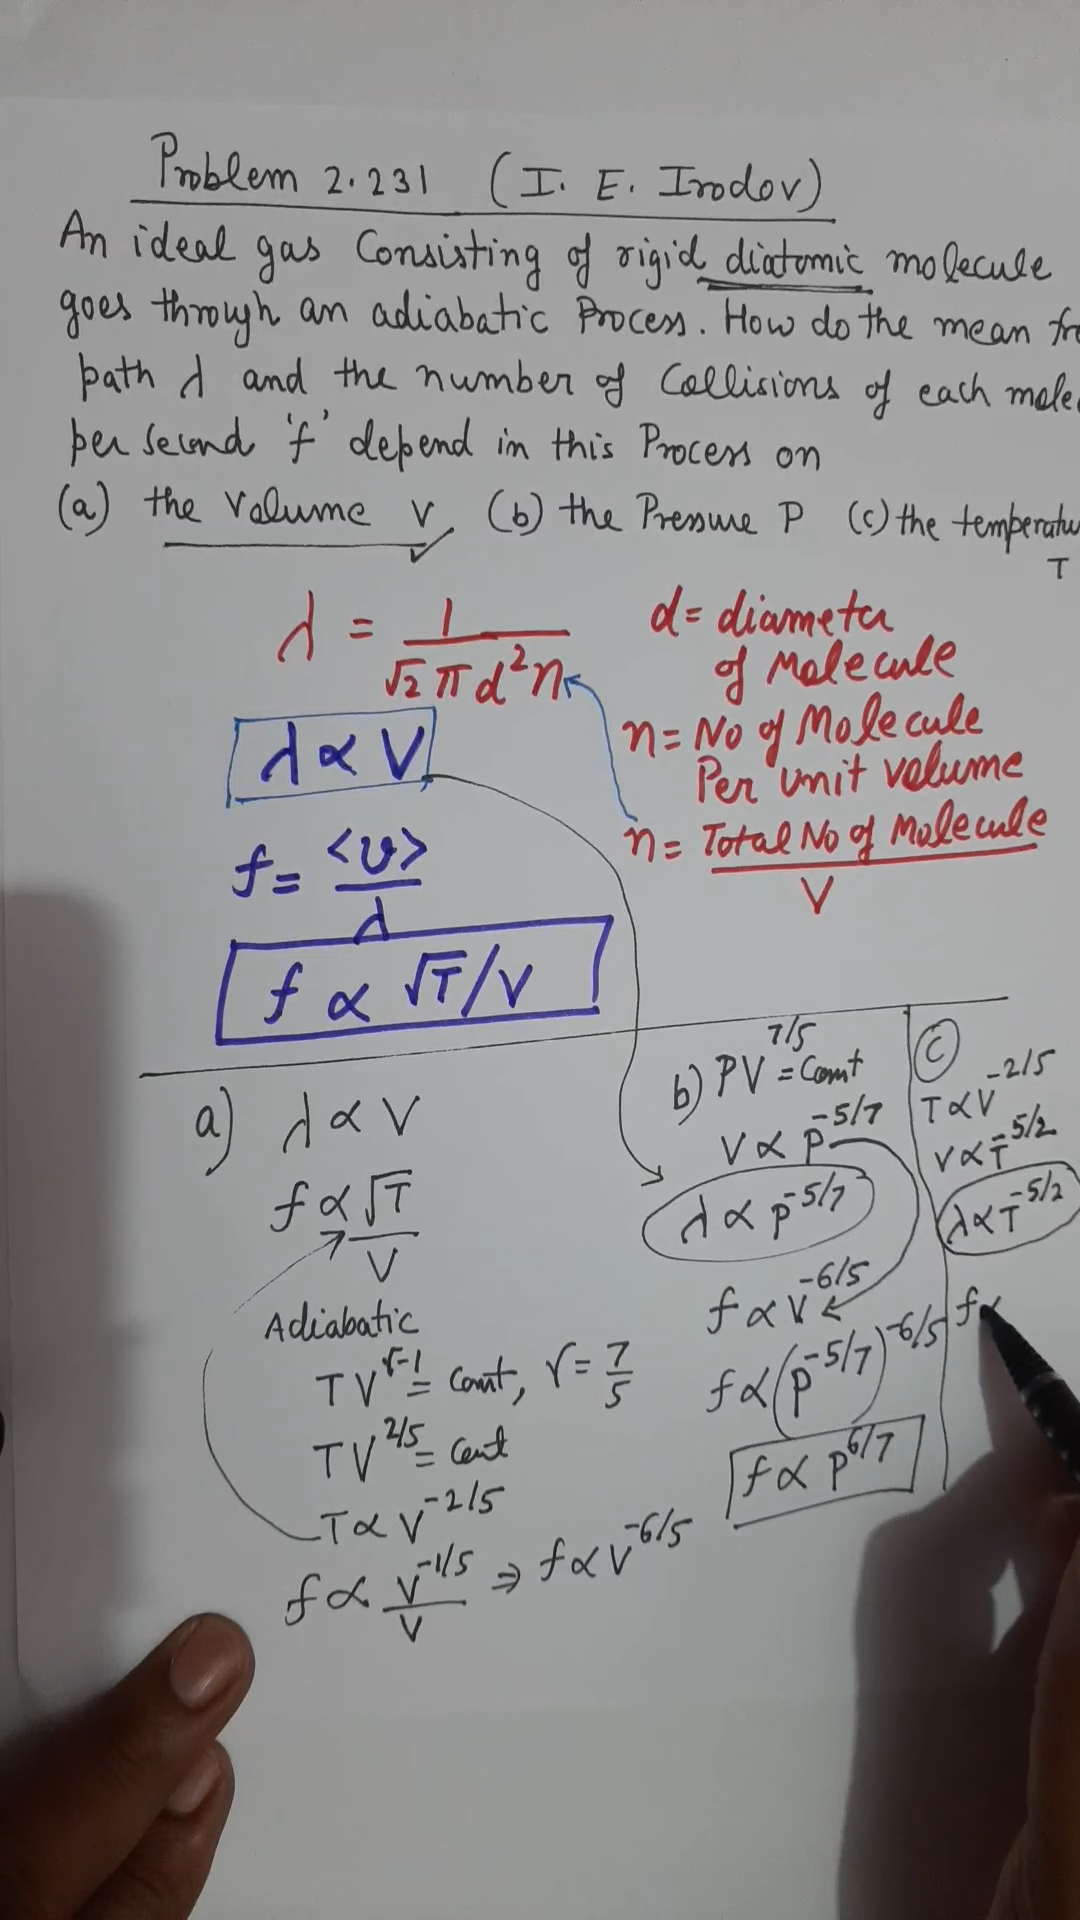 Problem 2.231 (I. E. Irodov)
An ideal gas Consisting of rigid diatomic molecule
goes through an adiabatic Process. How do the mean
path λ and the number of Collisions of each
per second 'f' depend in this Process on
(a) the volume V, (b) the Pressure P (c) the
T
λ = 1/(√2 π d² n)
d = diameter
of Molecule
n = No of Molecule
Per unit volume
n = Total No of Molecule / V
λ ∝ V
f = <v>/λ
f ∝ √T/V
a) λ ∝ V
f ∝ √T/V
Adiabatic
TV^(γ-1) = Const, γ = 7/5
TV^(2/5) = Const
T ∝ V^(-2/5)
f ∝ V^(-1/5)/V ⇒ f ∝ V^(-6/5)
b) PV^(7/5) = Const
V ∝ P^(-5/7)
λ ∝ P^(-5/7)
f ∝ V^(-6/5)
f ∝ (P^(-5/7))^(-6/5)
f ∝ P^(6/7)
(c)
T ∝ V^(-2/5)
V ∝ T^(-5/2)
λ ∝ T^(-5/2)
f